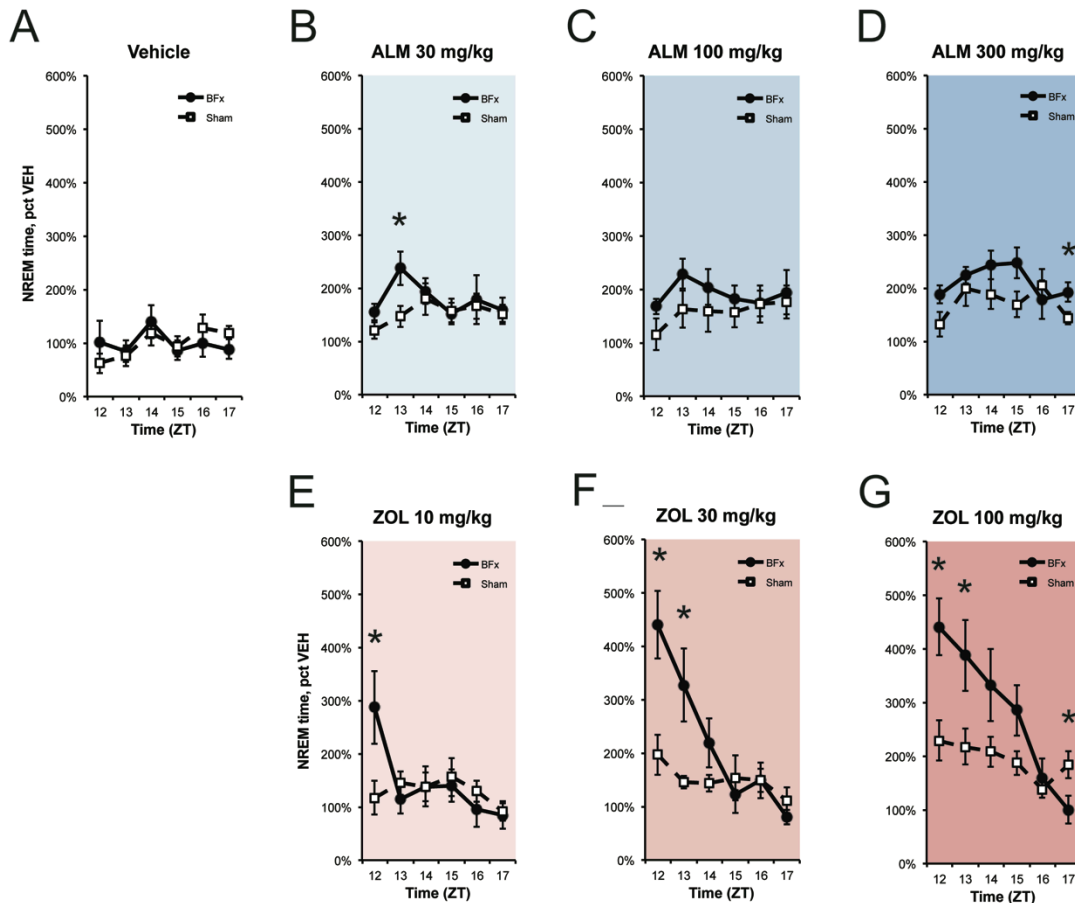 A
Vehicle
600%
500%
400%
300%
200%
100%
0%
NREM time, pct VEH
BFx
Sham
12 13 14 15 16 17
Time (ZT)
B
ALM 30 mg/kg
600%
500%
400%
300%
200%
100%
0%
BFx
Sham
*
12 13 14 15 16 17
Time (ZT)
C
ALM 100 mg/kg
600%
500%
400%
300%
200%
100%
0%
BFx
Sham
12 13 14 15 16 17
Time (ZT)
D
ALM 300 mg/kg
600%
500%
400%
300%
200%
100%
0%
BFx
Sham
*
12 13 14 15 16 17
Time (ZT)
E
ZOL 10 mg/kg
600%
500%
400%
300%
200%
100%
0%
NREM time, pct VEH
BFx
Sham
*
12 13 14 15 16 17
Time (ZT)
F_
ZOL 30 mg/kg
600%
500%
400%
300%
200%
100%
0%
BFx
Sham
* *
12 13 14 15 16 17
Time (ZT)
G
ZOL 100 mg/kg
600%
500%
400%
300%
200%
100%
0%
BFx
Sham
* * *
12 13 14 15 16 17
Time (ZT)